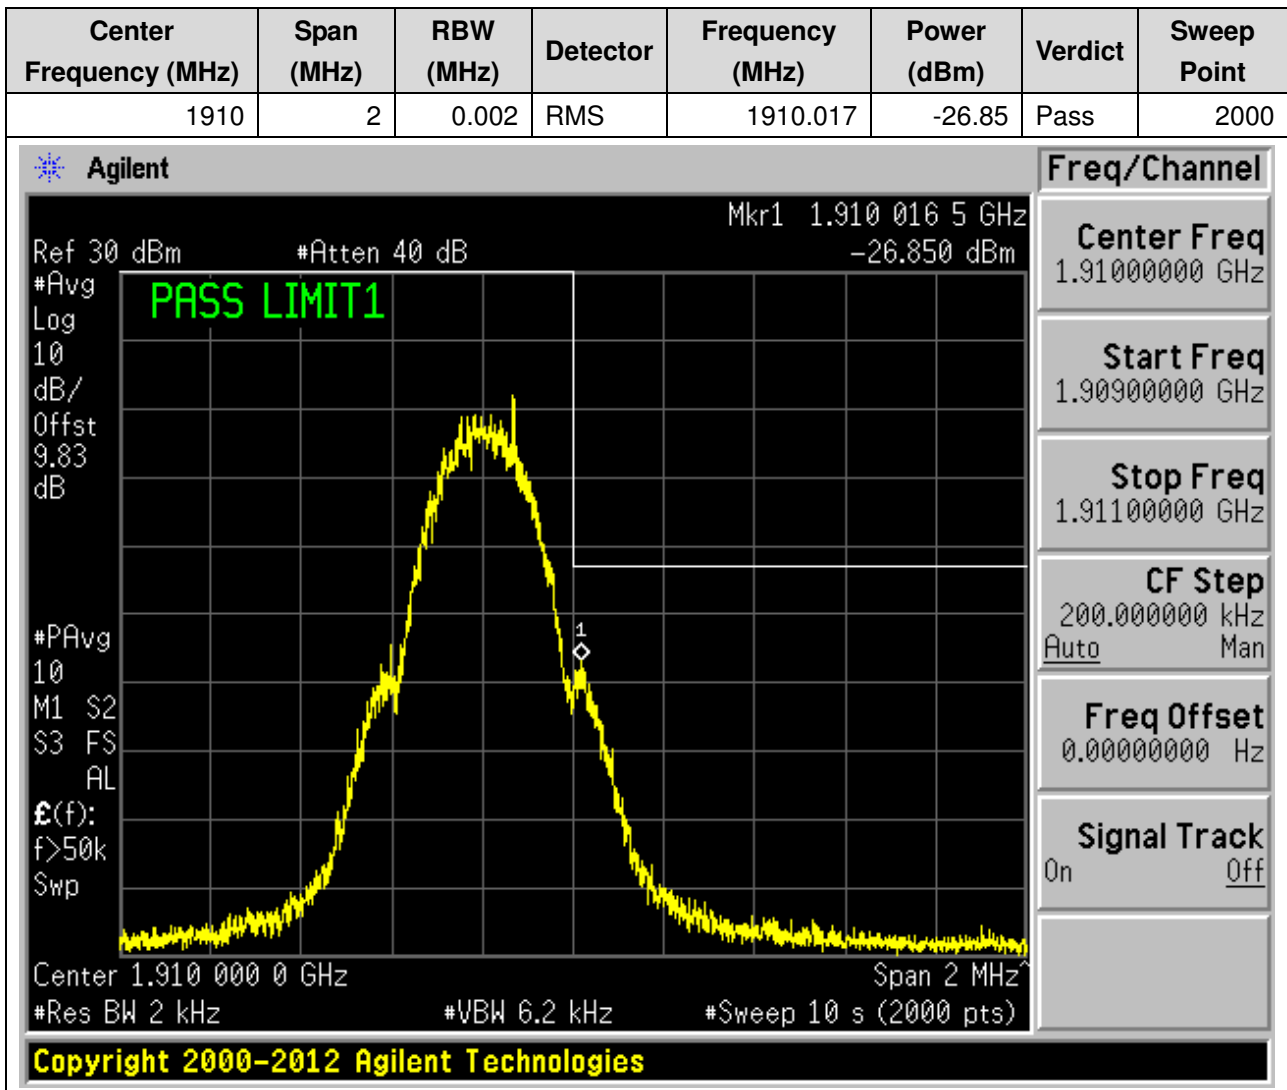 Center Frequency (MHz) Span (MHz) RBW (MHz) Detector Frequency (MHz) Power (dBm) Verdict Sweep Point
1910 2 0.002 RMS 1910.017 -26.85 Pass 2000
Agilent
Freq/Channel
Mkr1 1.910 016 5 GHz
Ref 30 dBm #Atten 40 dB -26.850 dBm
#Avg
Log
10
dB/
Offst
9.83
dB
PASS LIMIT1
1
#PAvg
10
M1 S2
S3 FS
AL
£(f):
f>50k
Swp
Center 1.910 000 0 GHz Span 2 MHz^
#Res BW 2 kHz #VBW 6.2 kHz #Sweep 10 s (2000 pts)
Center Freq
1.91000000 GHz
Start Freq
1.90900000 GHz
Stop Freq
1.91100000 GHz
CF Step
200.000000 kHz
Auto Man
Freq Offset
0.00000000 Hz
Signal Track
On Off
Copyright 2000-2012 Agilent Technologies